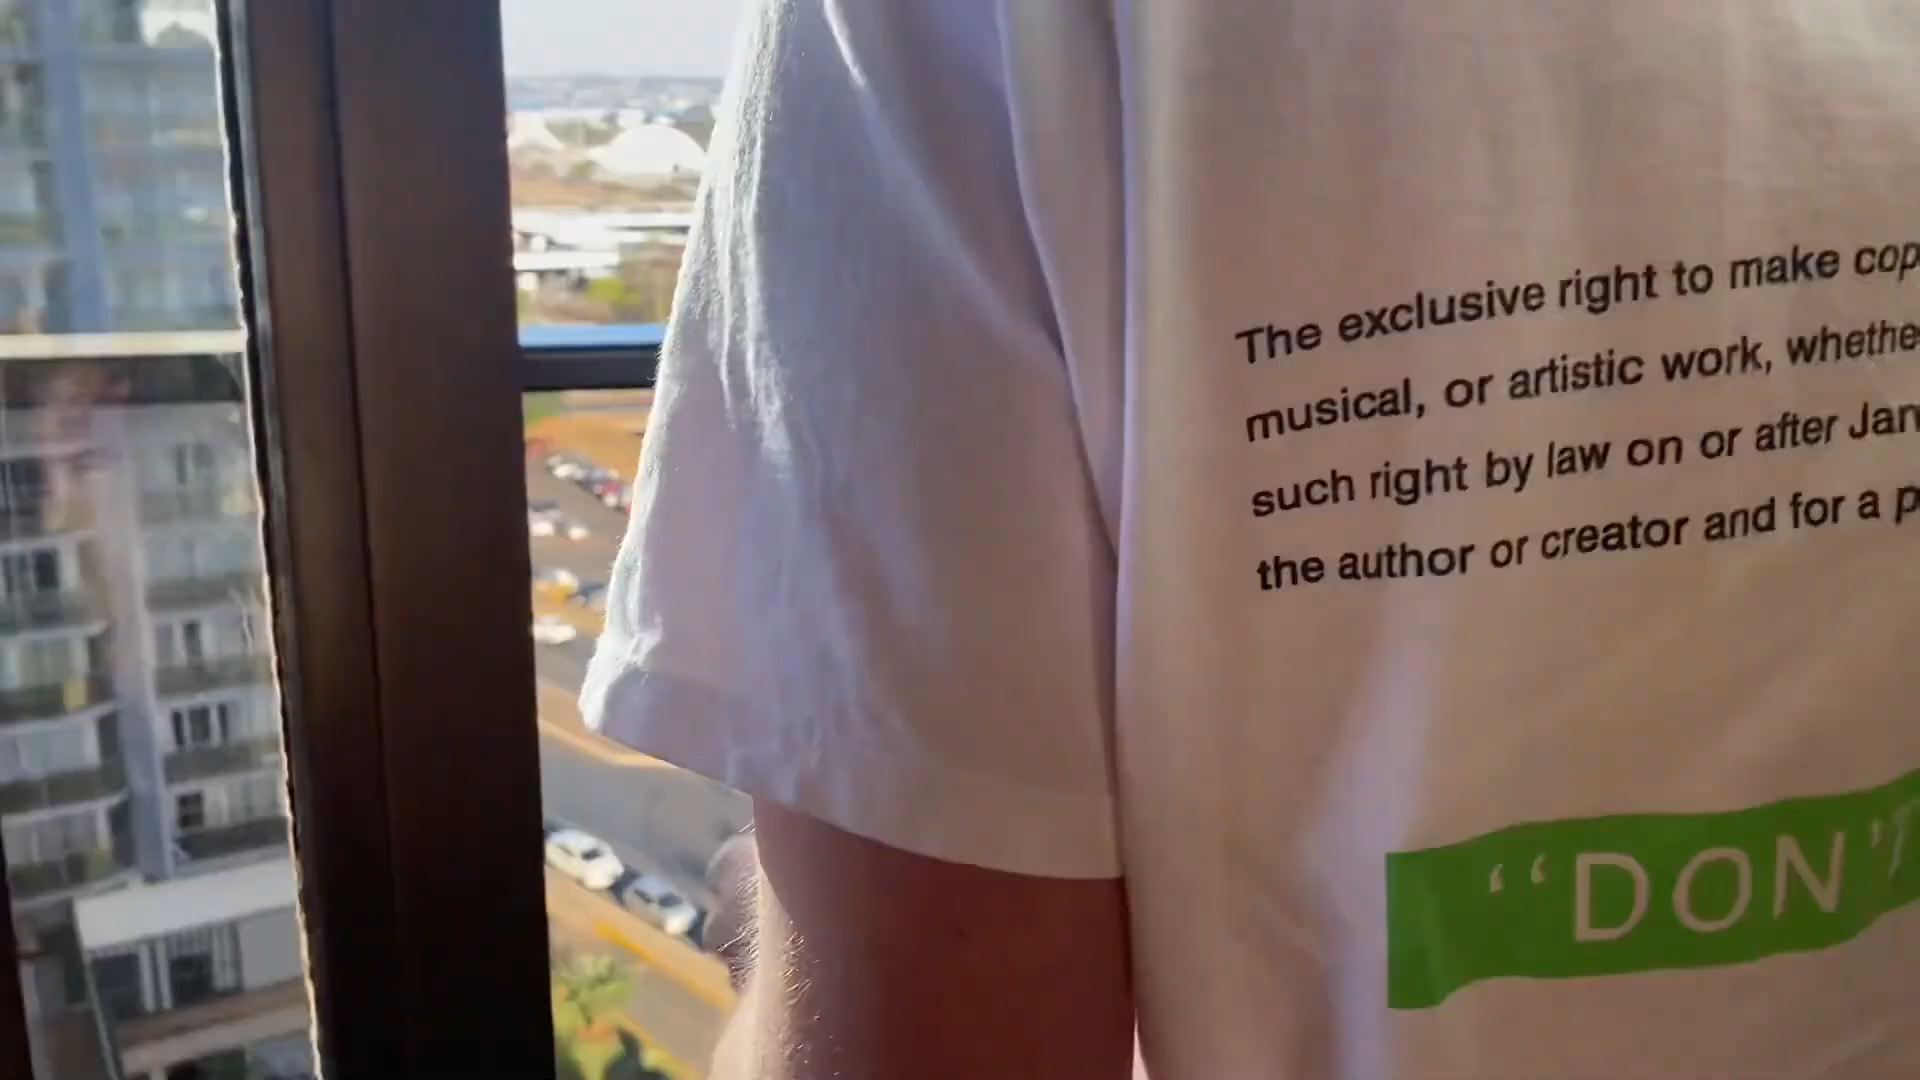 The exclusive right to make cop
musical, or artistic work, whethe
such right by law on or after Jan
the author or creator and for a p
“DON'T